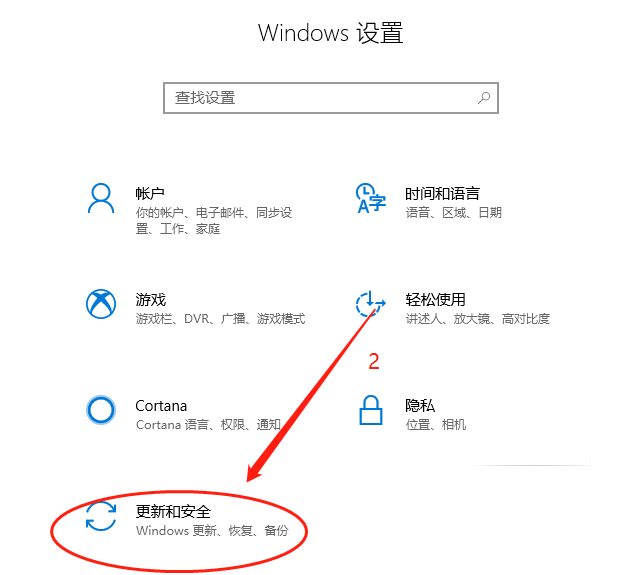 Windows 设置
查找设置
帐户
你的帐户、电子邮件、同步设
置、工作、家庭
时间和语言
语音、区域、日期
游戏
游戏栏、DVR、广播、游戏模式
轻松使用
讲述人、放大镜、高对比度
2
Cortana
Cortana 语言、权限、通知
隐私
位置、相机
更新和安全
Windows 更新、恢复、备份